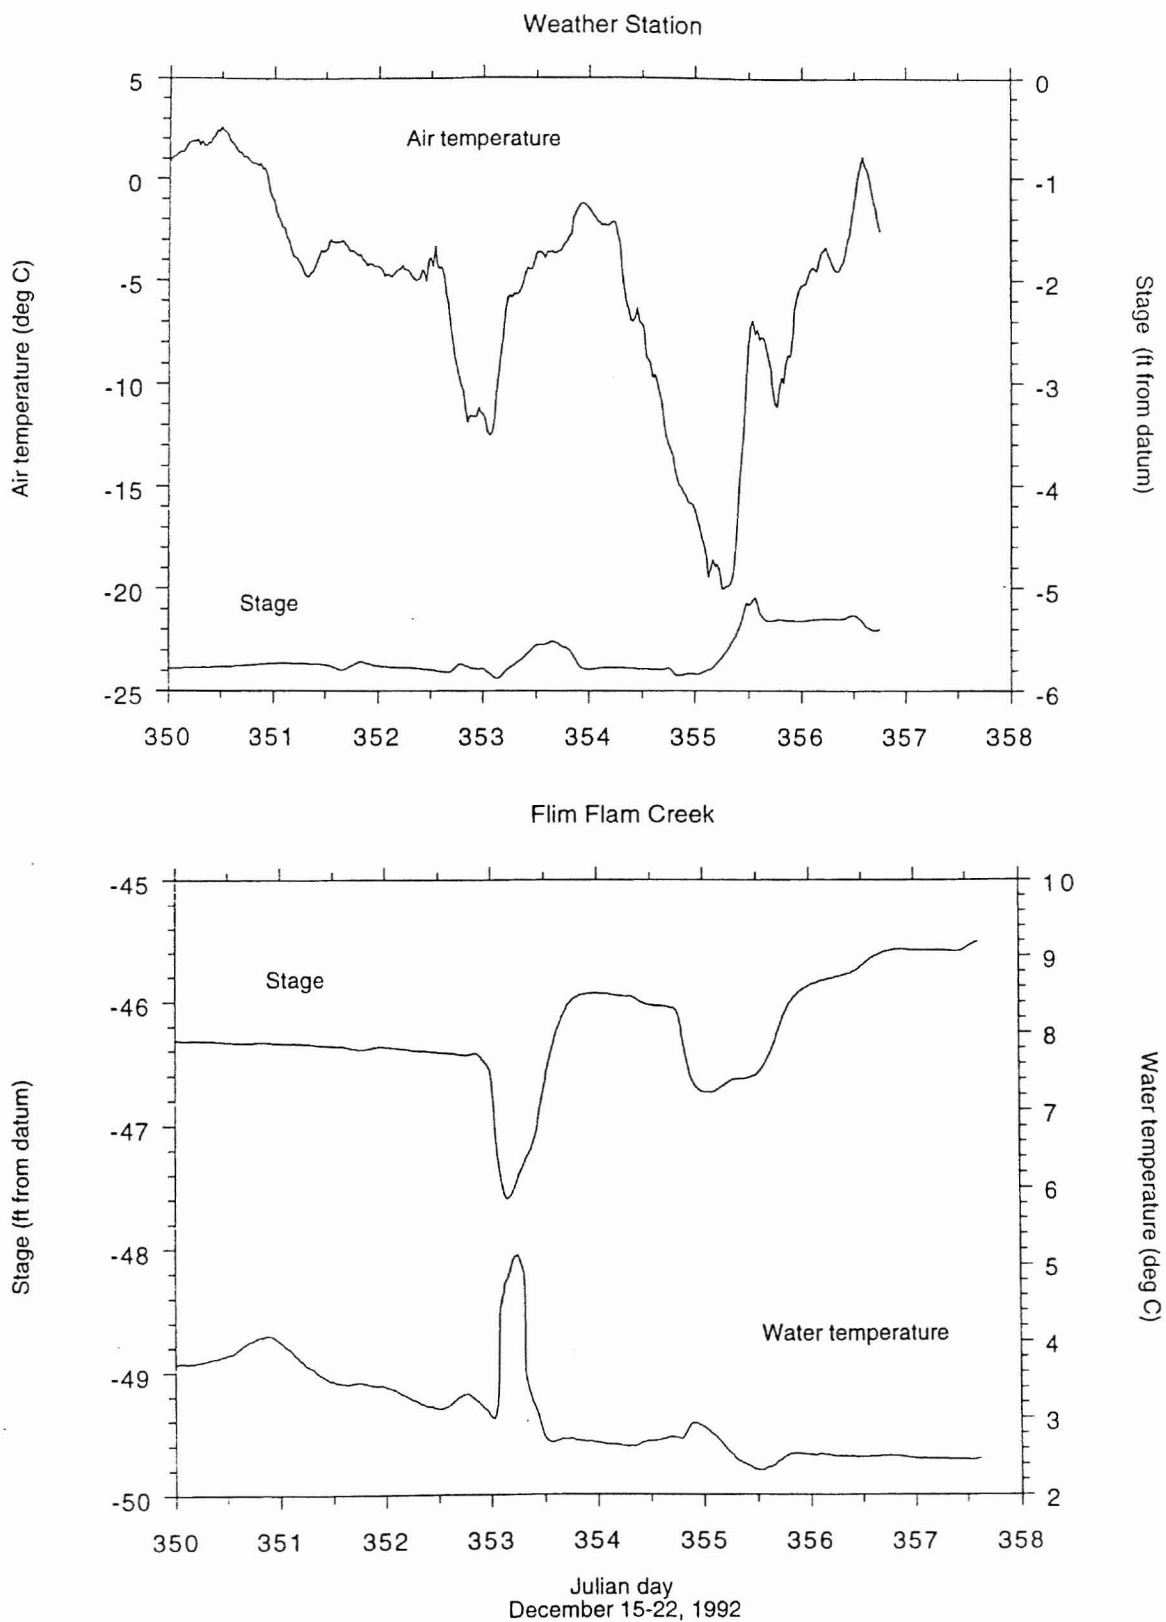 Weather Station
5
0
-5
-10
-15
-20
-25
Air temperature (deg C)
Air temperature
Stage
0
-1
-2
-3
-4
-5
-6
Stage (ft from datum)
350 351 352 353 354 355 356 357 358
Flim Flam Creek
-45
-46
-47
-48
-49
-50
Stage (ft from datum)
Stage
Water temperature
10
9
8
7
6
5
4
3
2
Water temperature (deg C)
350 351 352 353 354 355 356 357 358
Julian day
December 15-22, 1992